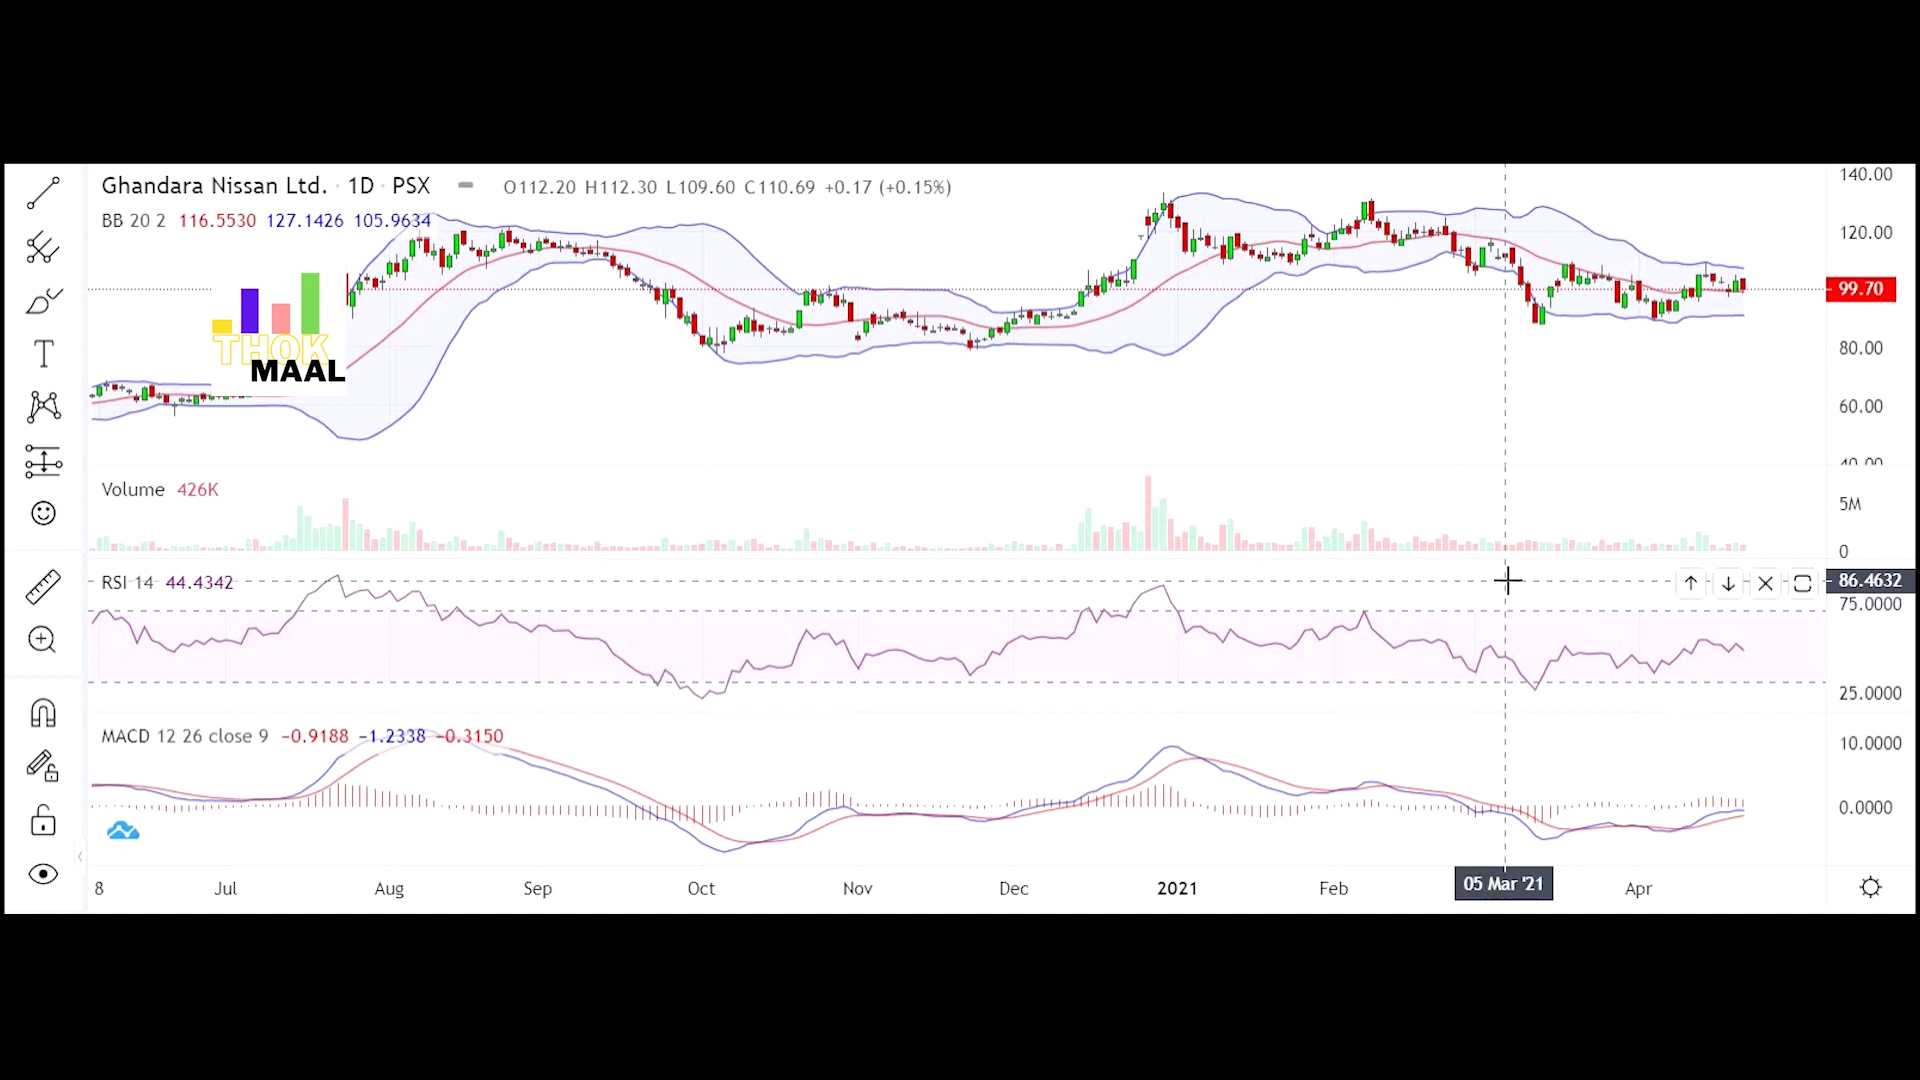 Ghandara Nissan Ltd. · 1D · PSX O112.20 H112.30 L109.60 C110.69 +0.17 (+0.15%)
BB 20 2 116.5530 127.1426 105.9634
140.00
120.00
99.70
80.00
60.00
40.00
THOK
MAAL
T
Volume 426K
5M
0
RSI 14 44.4342
86.4632
75.0000
25.0000
MACD 12 26 close 9 −0.9188 −1.2338 −0.3150
10.0000
0.0000
8 Jul Aug Sep Oct Nov Dec 2021 Feb 05 Mar '21 Apr